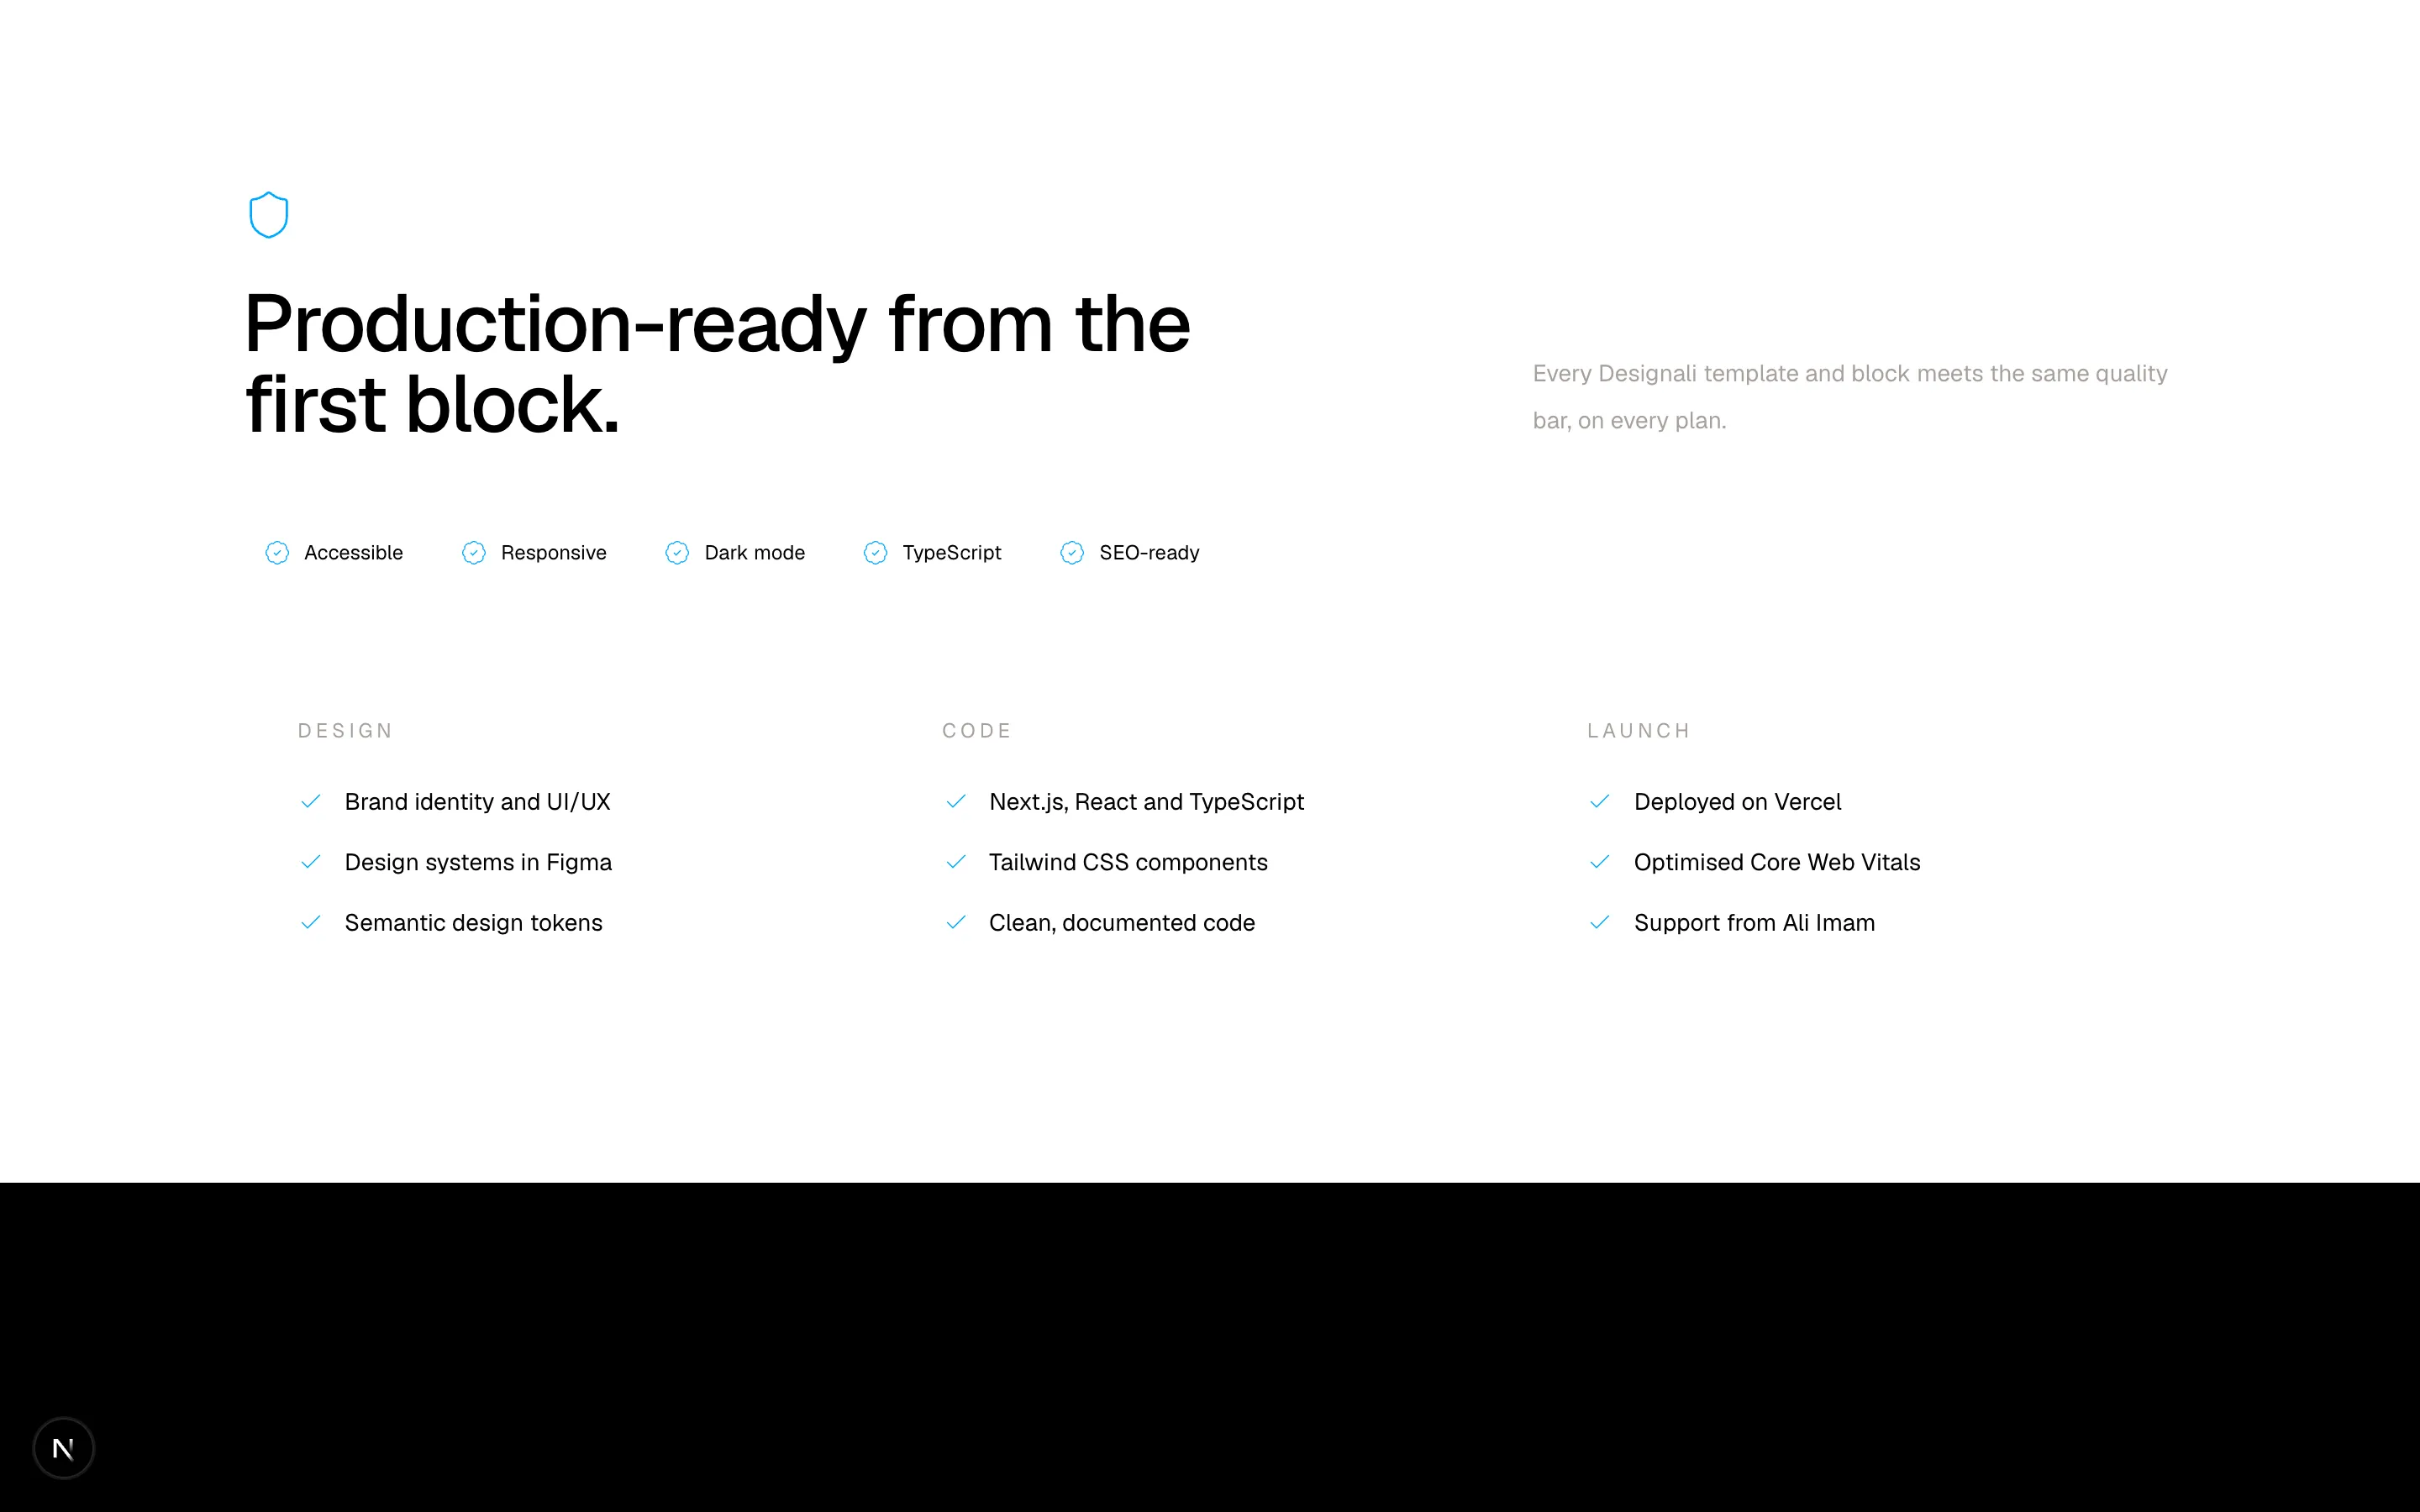 Production-ready from the
first block.
Every Designali template and block meets the same quality
bar, on every plan.
Accessible
Responsive
Dark mode
TypeScript
SEO-ready
DESIGN
Brand identity and UI/UX
Design systems in Figma
Semantic design tokens
CODE
Next.js, React and TypeScript
Tailwind CSS components
Clean, documented code
LAUNCH
Deployed on Vercel
Optimised Core Web Vitals
Support from Ali Imam
N